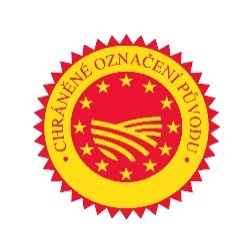 · CHRÁNĚNÉ OZNAČENÍ PŮVODU ·